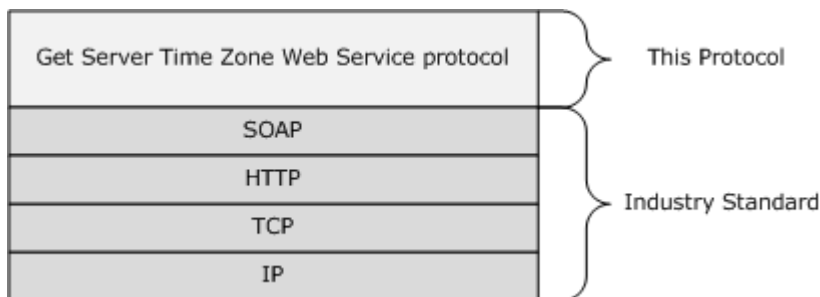 Get Server Time Zone Web Service protocol
This Protocol
SOAP
HTTP
Industry Standard
TCP
IP